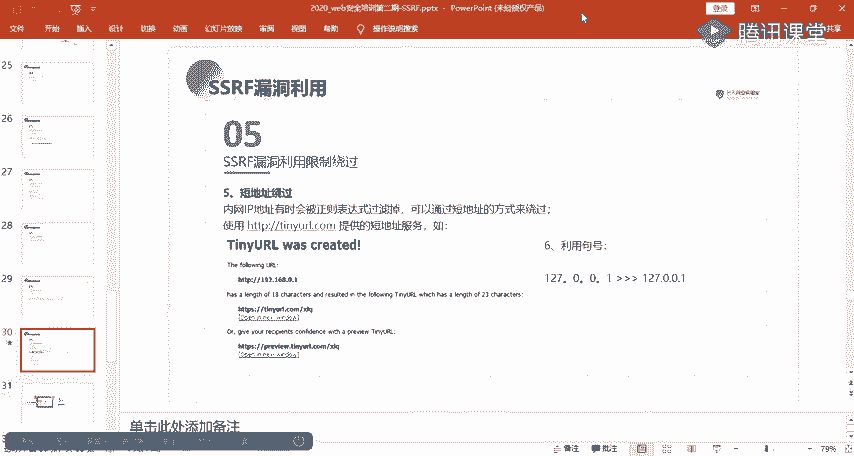 2020_web安全培训第二期-SSRF.pptx - PowerPoint (未经授权产品)
登录
文件 开始 插入 设计 切换 动画 幻灯片放映 审阅 视图 帮助 操作说明搜索
共享
腾讯课堂
25
26
27
28
29
30
31
SSRF漏洞利用
05
SSRF漏洞利用限制绕过
5、短地址绕过
内网IP地址有时会被正则表达式过滤掉，可以通过短地址的方式来绕过；
使用 http://tinyurl.com 提供的短地址服务，如：
TinyURL was created!
The following URL:
http://192.168.0.1
has a length of 18 characters and resulted in the following TinyURL which has a length of 23 characters:
https://tinyurl.com/xlq
[Open in new window]
Or, give your recipients confidence with a preview TinyURL:
https://preview.tinyurl.com/xlq
[Open in new window]
6、利用句号：
127。0。0。1 >>> 127.0.0.1
单击此处添加备注
备注 批注
79%